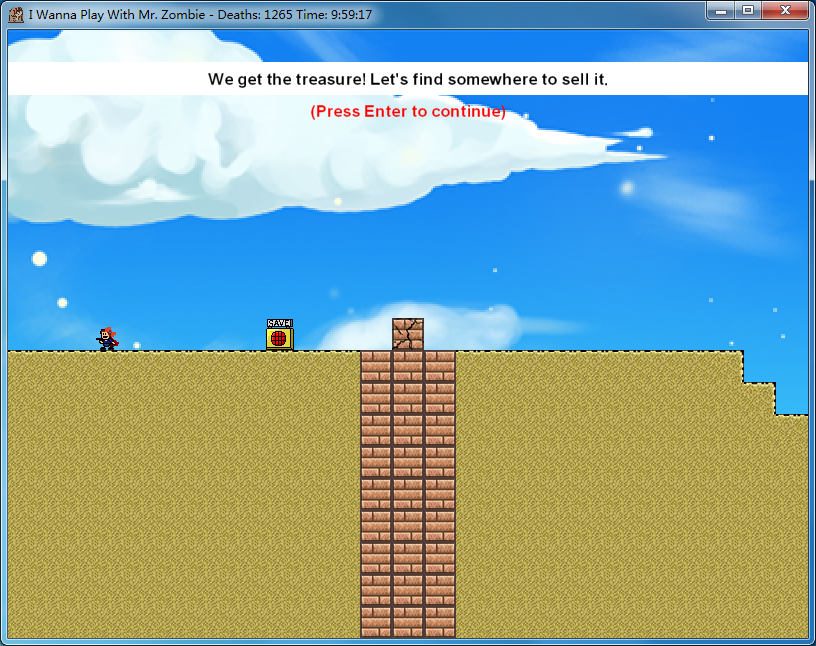 I Wanna Play With Mr. Zombie - Deaths: 1265 Time: 9:59:17
We get the treasure! Let's find somewhere to sell it.
(Press Enter to continue)
SAVE!